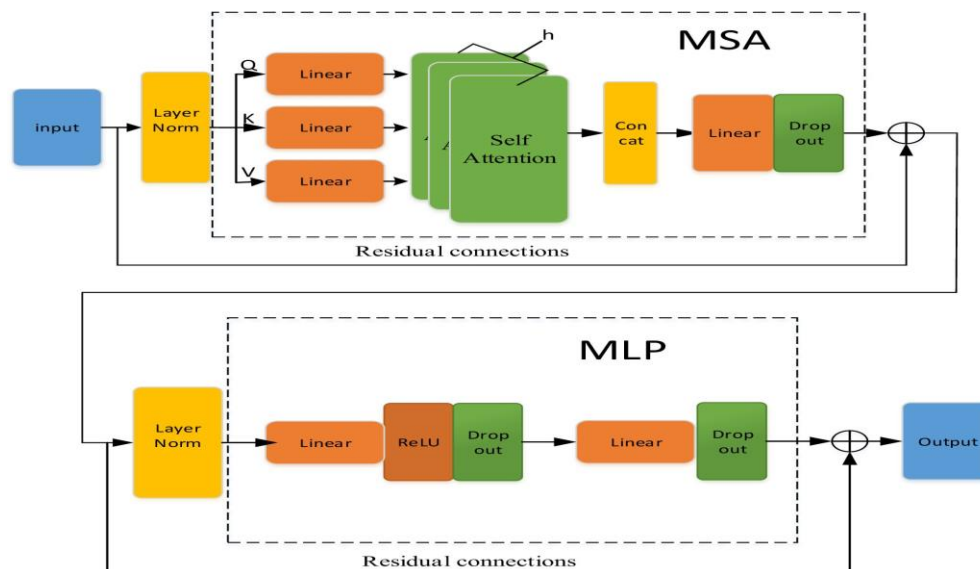 MSA
h
Q
K
V
input
Layer
Norm
Linear
Linear
Linear
Self
Attention
Con
cat
Linear
Drop
out
Residual connections
MLP
Layer
Norm
Linear
ReLU
Drop
out
Linear
Drop
out
Output
Residual connections